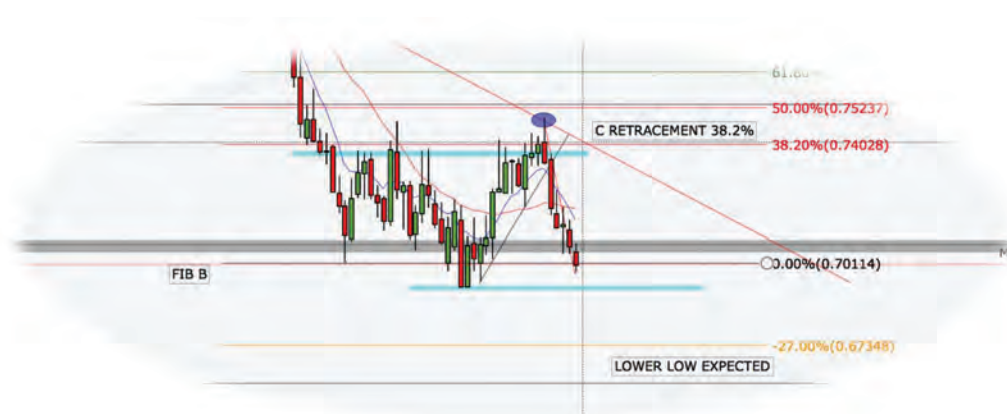 50.00%(0.75237)
C RETRACEMENT 38.2%
38.20%(0.74028)
0.00%(0.70114)
FIB B
-27.00%(0.67348)
LOWER LOW EXPECTED